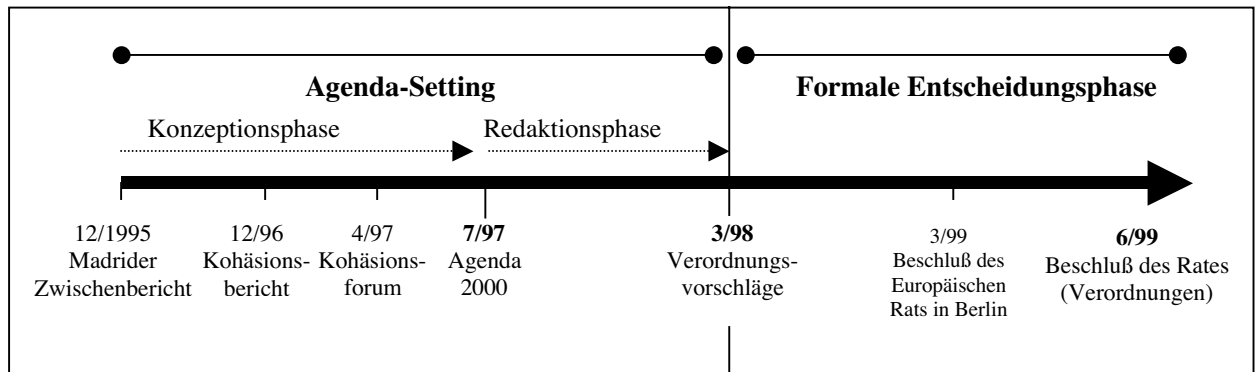 Agenda-Setting
Formale Entscheidungsphase
Konzeptionsphase
Redaktionsphase
12/1995
Madrider
Zwischenbericht
12/96
Kohäsions-
bericht
4/97
Kohäsions-
forum
7/97
Agenda
2000
3/98
Verordnungs-
vorschläge
3/99
Beschluß des
Europäischen
Rats in Berlin
6/99
Beschluß des Rates
(Verordnungen)